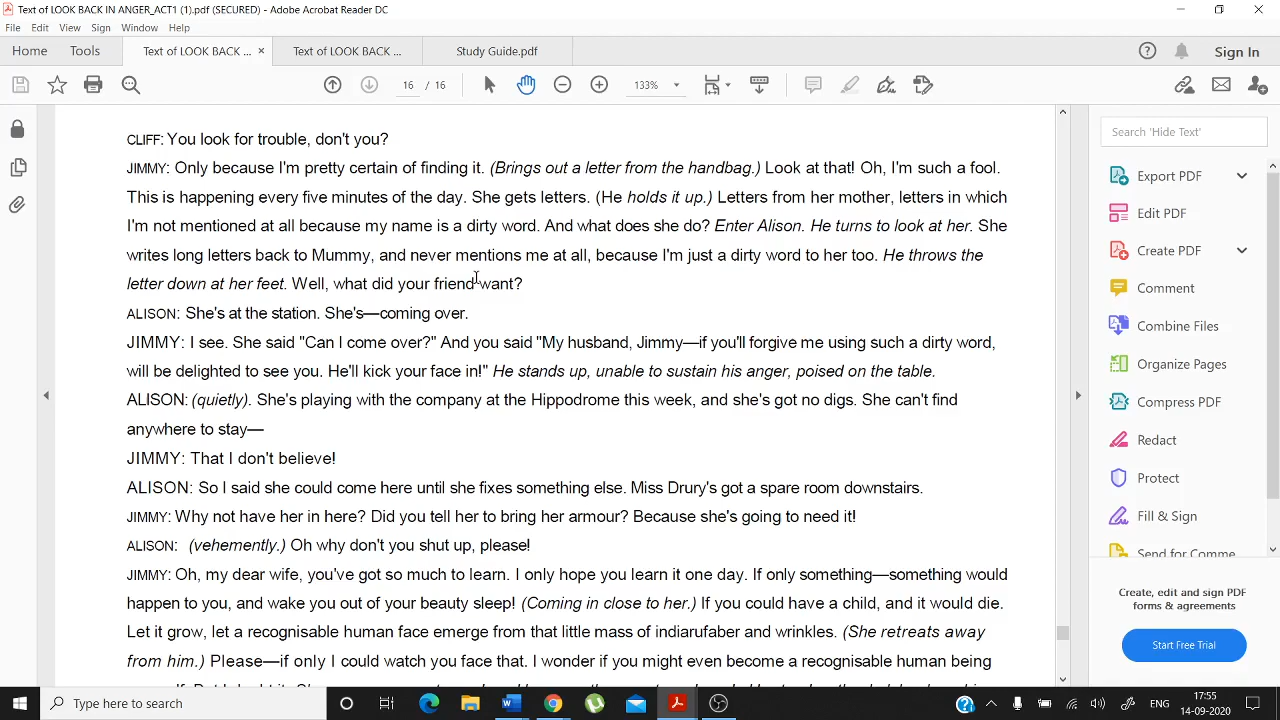 Text of LOOK BACK IN ANGER_ACT1 (1).pdf (SECURED) - Adobe Acrobat Reader DC
File Edit View Sign Window Help
Home Tools Text of LOOK BACK ... × Text of LOOK BACK ... Study Guide.pdf Sign In
16 / 16 133%
CLIFF: You look for trouble, don't you?
JIMMY: Only because I'm pretty certain of finding it. (Brings out a letter from the handbag.) Look at that! Oh, I'm such a fool.
This is happening every five minutes of the day. She gets letters. (He holds it up.) Letters from her mother, letters in which
I'm not mentioned at all because my name is a dirty word. And what does she do? Enter Alison. He turns to look at her. She
writes long letters back to Mummy, and never mentions me at all, because I'm just a dirty word to her too. He throws the
letter down at her feet. Well, what did your friend want?
ALISON: She's at the station. She's—coming over.
JIMMY: I see. She said "Can I come over?" And you said "My husband, Jimmy—if you'll forgive me using such a dirty word,
will be delighted to see you. He'll kick your face in!" He stands up, unable to sustain his anger, poised on the table.
ALISON: (quietly). She's playing with the company at the Hippodrome this week, and she's got no digs. She can't find
anywhere to stay—
JIMMY: That I don't believe!
ALISON: So I said she could come here until she fixes something else. Miss Drury's got a spare room downstairs.
JIMMY: Why not have her in here? Did you tell her to bring her armour? Because she's going to need it!
ALISON: (vehemently.) Oh why don't you shut up, please!
JIMMY: Oh, my dear wife, you've got so much to learn. I only hope you learn it one day. If only something—something would
happen to you, and wake you out of your beauty sleep! (Coming in close to her.) If you could have a child, and it would die.
Let it grow, let a recognisable human face emerge from that little mass of indiarufaber and wrinkles. (She retreats away
from him.) Please—if only I could watch you face that. I wonder if you might even become a recognisable human being
Search 'Hide Text'
Export PDF
Edit PDF
Create PDF
Comment
Combine Files
Organize Pages
Compress PDF
Redact
Protect
Fill & Sign
Send for Comme
Create, edit and sign PDF
forms & agreements
Start Free Trial
Type here to search
ENG
17:55
14-09-2020